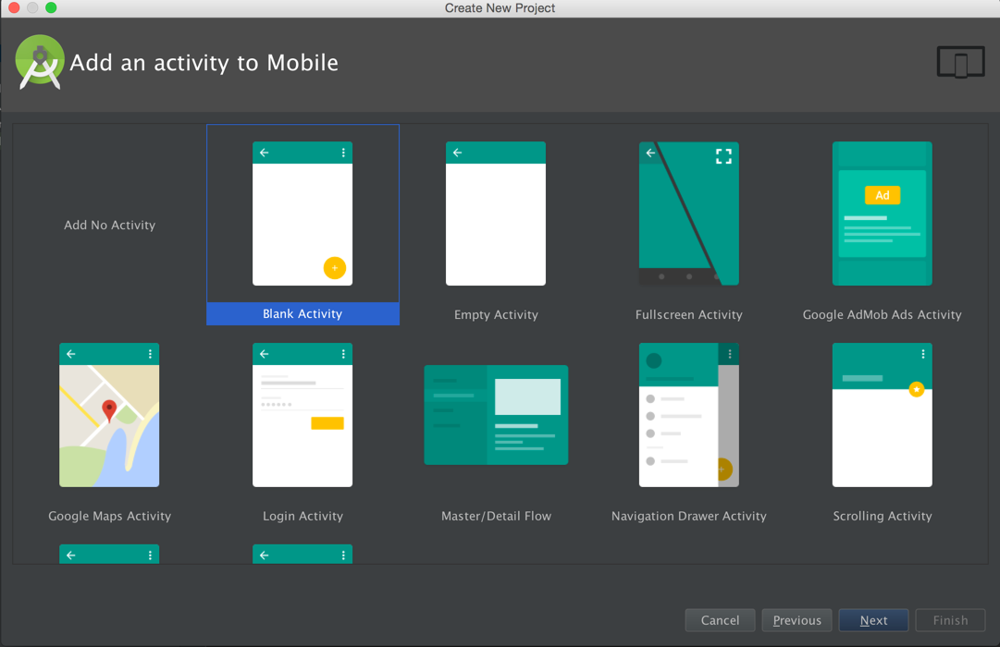 Create New Project
Add an activity to Mobile
Add No Activity
Blank Activity
Empty Activity
Ad
Fullscreen Activity
Google AdMob Ads Activity
Google Maps Activity
Login Activity
Master/Detail Flow
Navigation Drawer Activity
Scrolling Activity
Cancel
Previous
Next
Finish